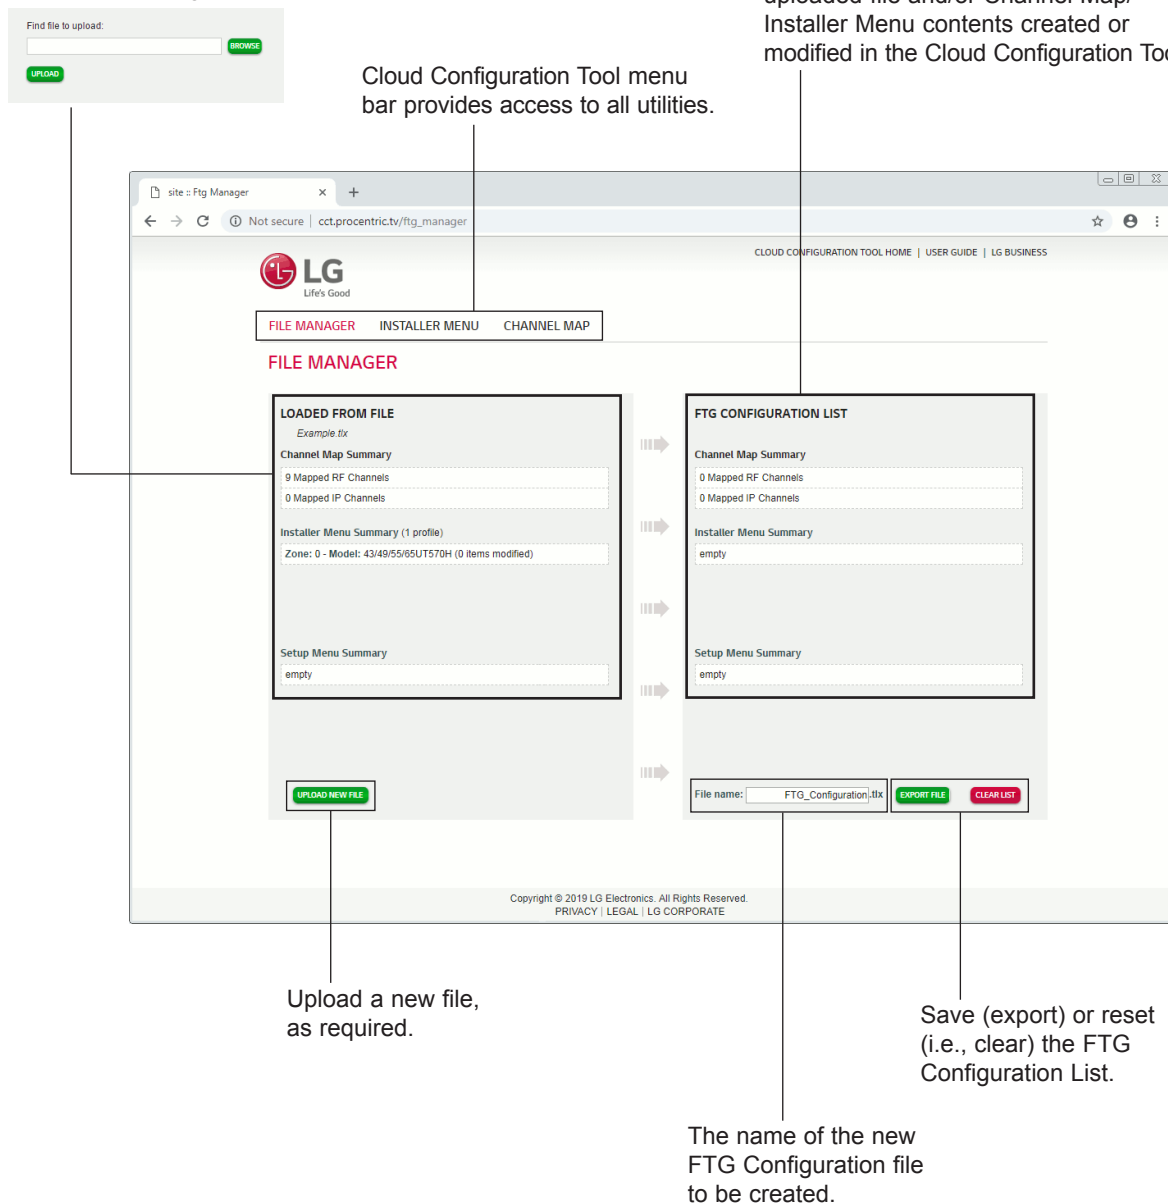 Find file to upload:
BROWSE
UPLOAD
Installer Menu contents created or
modified in the Cloud Configuration
Cloud Configuration Tool menu
bar provides access to all utilities.
site :: Ftg Manager
Not secure | cct.procentric.tv/ftg_manager
CLOUD CONFIGURATION TOOL HOME | USER GUIDE | LG BUSINESS
LG
Life's Good
FILE MANAGER INSTALLER MENU CHANNEL MAP
FILE MANAGER
LOADED FROM FILE
Example.tlx
Channel Map Summary
9 Mapped RF Channels
0 Mapped IP Channels
Installer Menu Summary (1 profile)
Zone: 0 - Model: 43/49/55/65UT570H (0 items modified)
Setup Menu Summary
empty
UPLOAD NEW FILE
FTG CONFIGURATION LIST
Channel Map Summary
0 Mapped RF Channels
0 Mapped IP Channels
Installer Menu Summary
empty
Setup Menu Summary
empty
File name: FTG_Configuration .tlx EXPORT FILE CLEAR LIST
Copyright © 2019 LG Electronics. All Rights Reserved.
PRIVACY | LEGAL | LG CORPORATE
Upload a new file,
as required.
Save (export) or reset
(i.e., clear) the FTG
Configuration List.
The name of the new
FTG Configuration file
to be created.